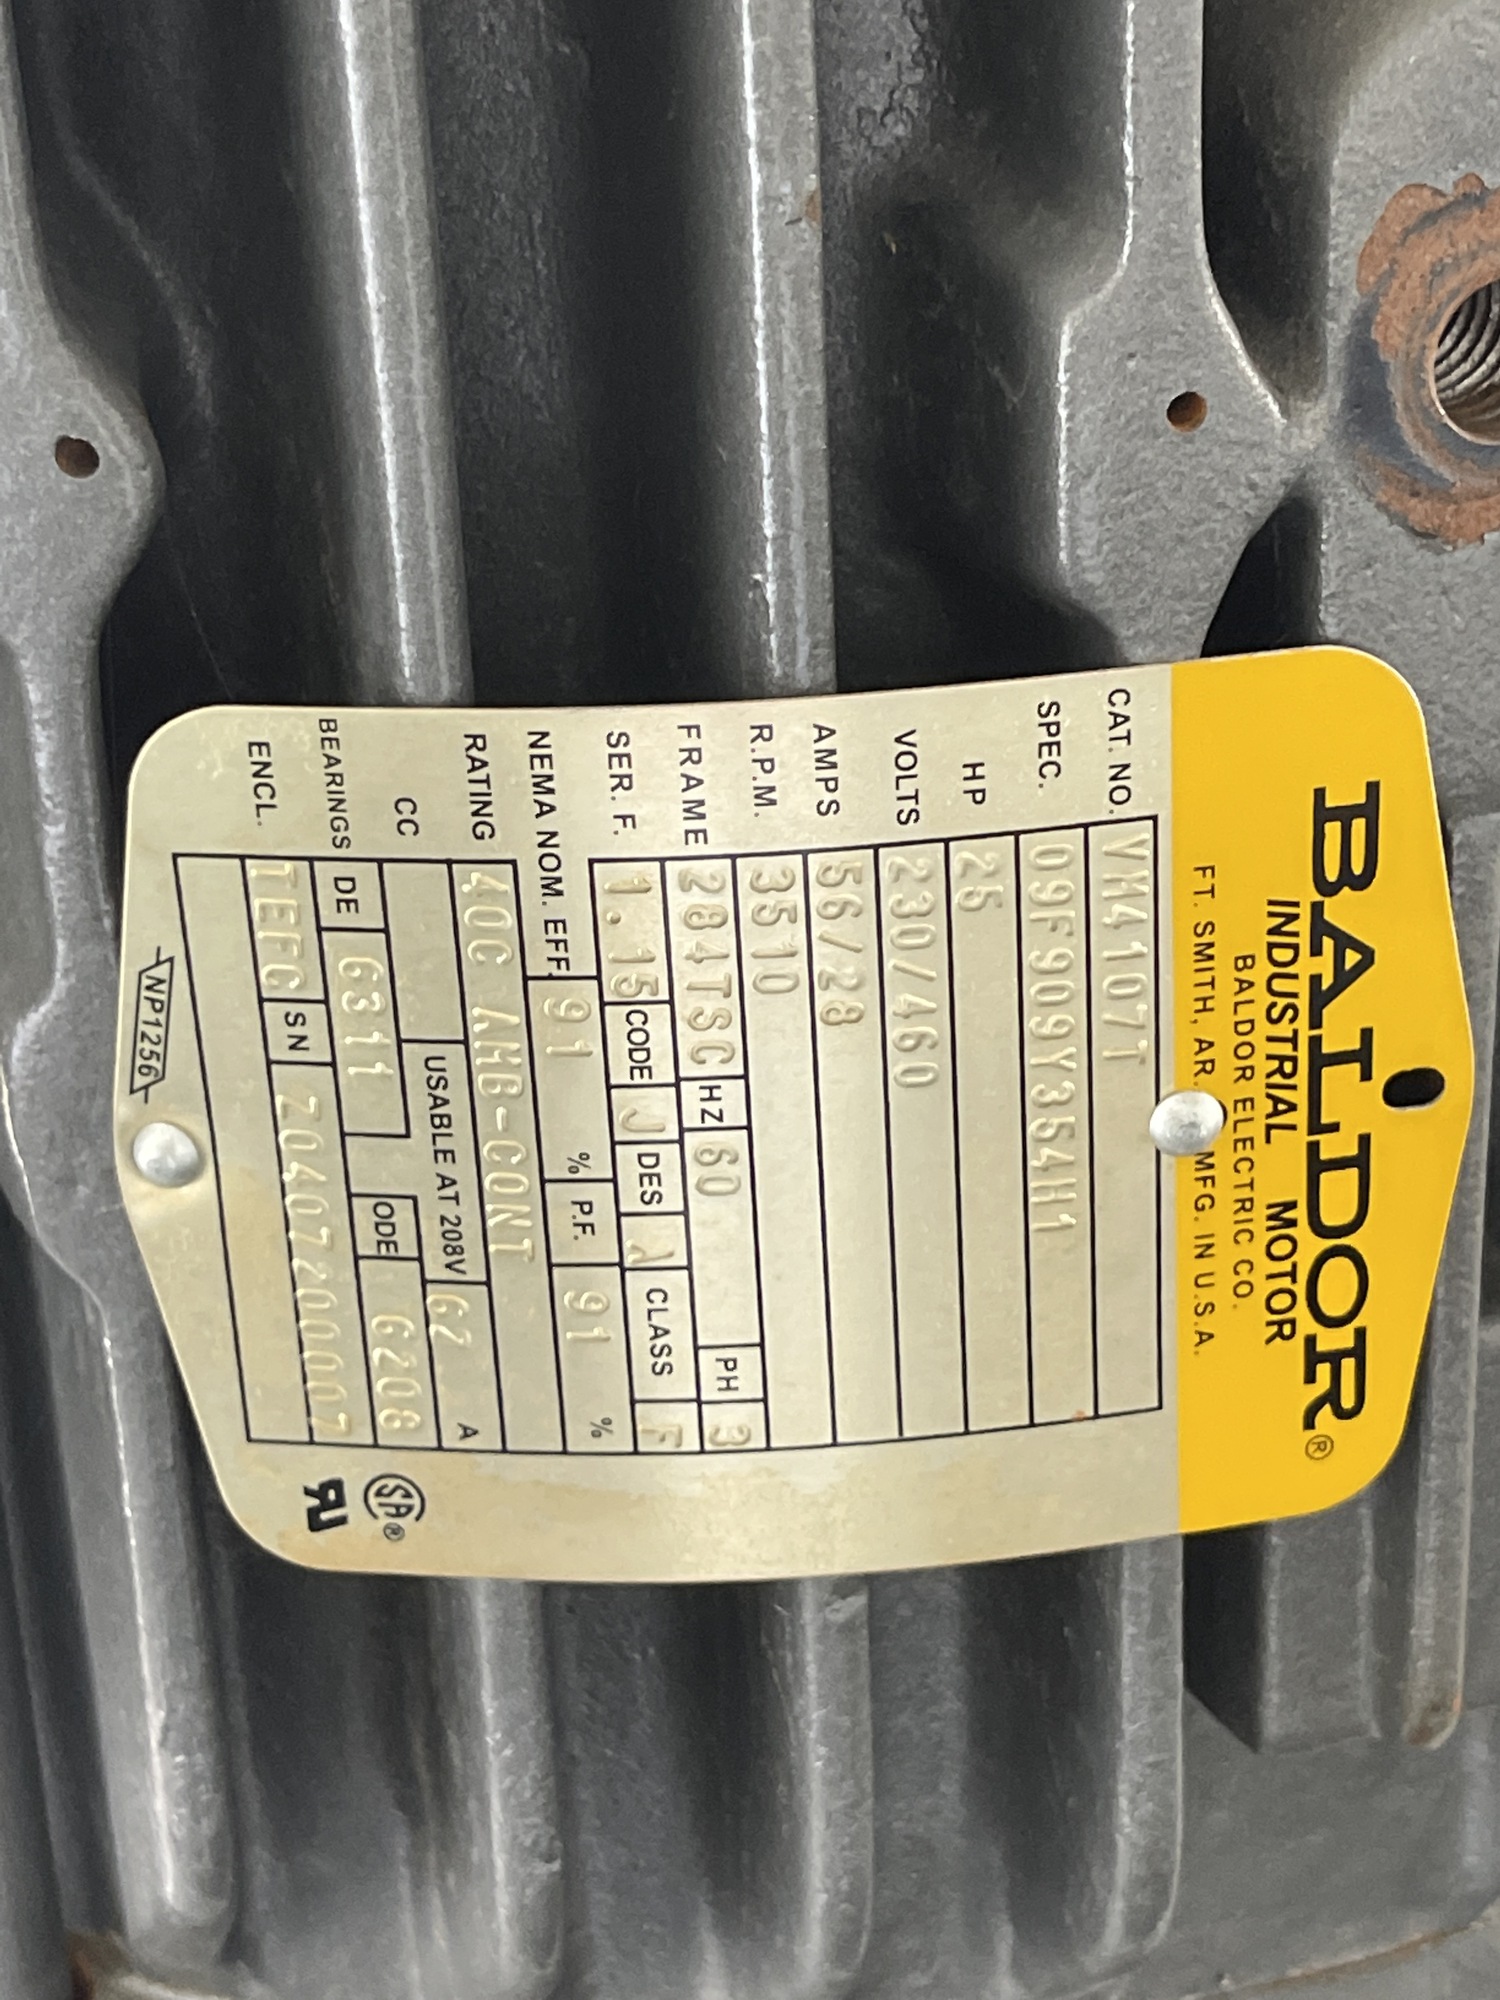 BALDOR®
INDUSTRIAL MOTOR
BALDOR ELECTRIC CO.
FT. SMITH, AR. MFG. IN U.S.A.
CAT. NO. VM4107T
SPEC. 09F909Y354H1
HP 25
VOLTS 230/460
AMPS 56/28
R.P.M. 3510
FRAME 284TSC HZ 60 PH 3
SER. F. 1.15 CODE J DES CLASS F
NEMA NOM. EFF. 91 % P.F. 91 %
RATING 40C AMB-CONT
CC USABLE AT 208V 62 A
BEARINGS DE 6311 ODE 6208
ENCL. TEFC SN Z0407200007
NP1256
SA®